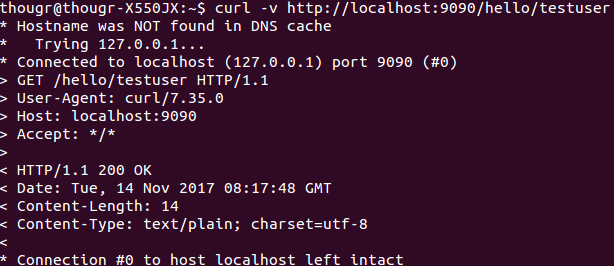 thougr@thougr-X550JX:~$ curl -v http://localhost:9090/hello/testuser
* Hostname was NOT found in DNS cache
*   Trying 127.0.0.1...
* Connected to localhost (127.0.0.1) port 9090 (#0)
> GET /hello/testuser HTTP/1.1
> User-Agent: curl/7.35.0
> Host: localhost:9090
> Accept: */*
>
< HTTP/1.1 200 OK
< Date: Tue, 14 Nov 2017 08:17:48 GMT
< Content-Length: 14
< Content-Type: text/plain; charset=utf-8
<
* Connection #0 to host localhost left intact